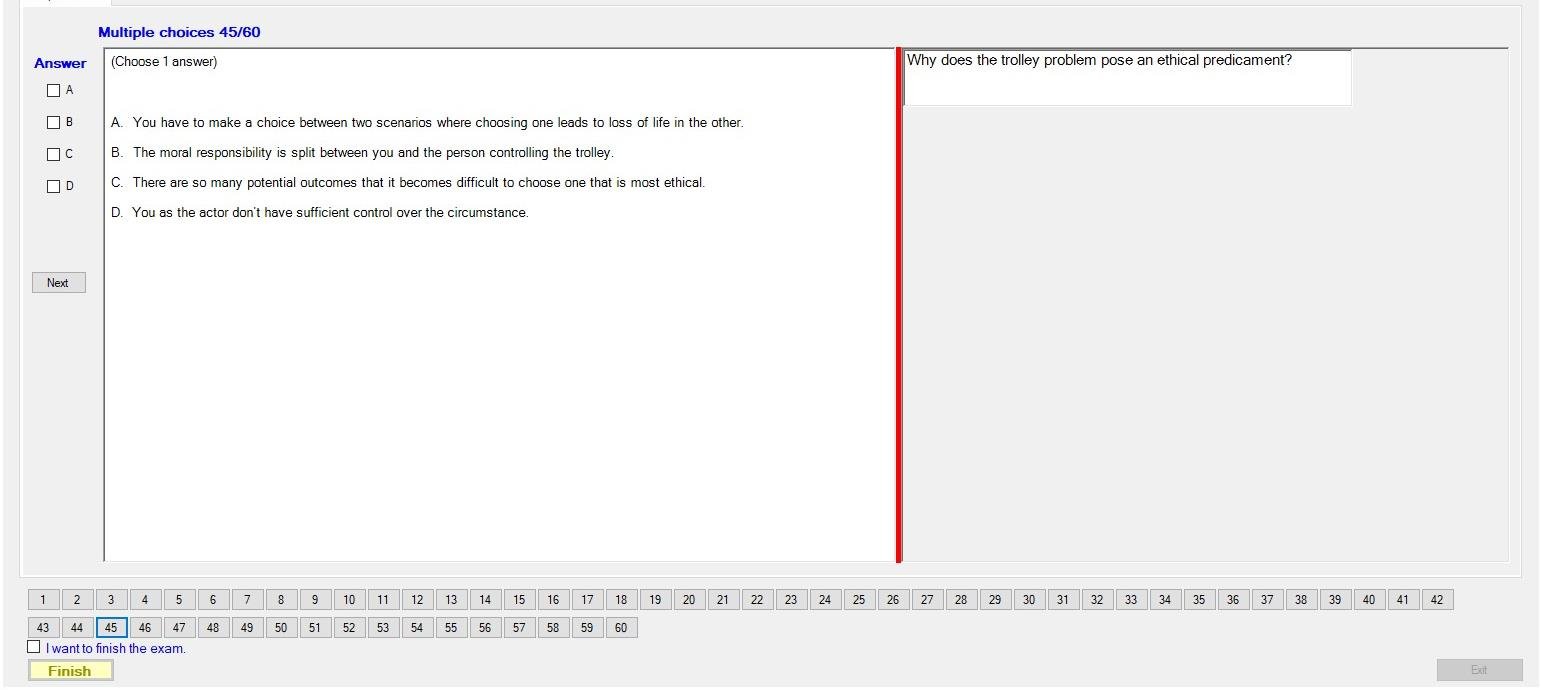 Multiple choices 45/60
Answer
A
B
C
D
Next
(Choose 1 answer)
A. You have to make a choice between two scenarios where choosing one leads to loss of life in the other.
B. The moral responsibility is split between you and the person controlling the trolley.
C. There are so many potential outcomes that it becomes difficult to choose one that is most ethical.
D. You as the actor don't have sufficient control over the circumstance.
Why does the trolley problem pose an ethical predicament?
1 2 3 4 5 6 7 8 9 10 11 12 13 14 15 16 17 18 19 20 21 22 23 24 25 26 27 28 29 30 31 32 33 34 35 36 37 38 39 40 41 42
43 44 45 46 47 48 49 50 51 52 53 54 55 56 57 58 59 60
I want to finish the exam.
Finish
Exit